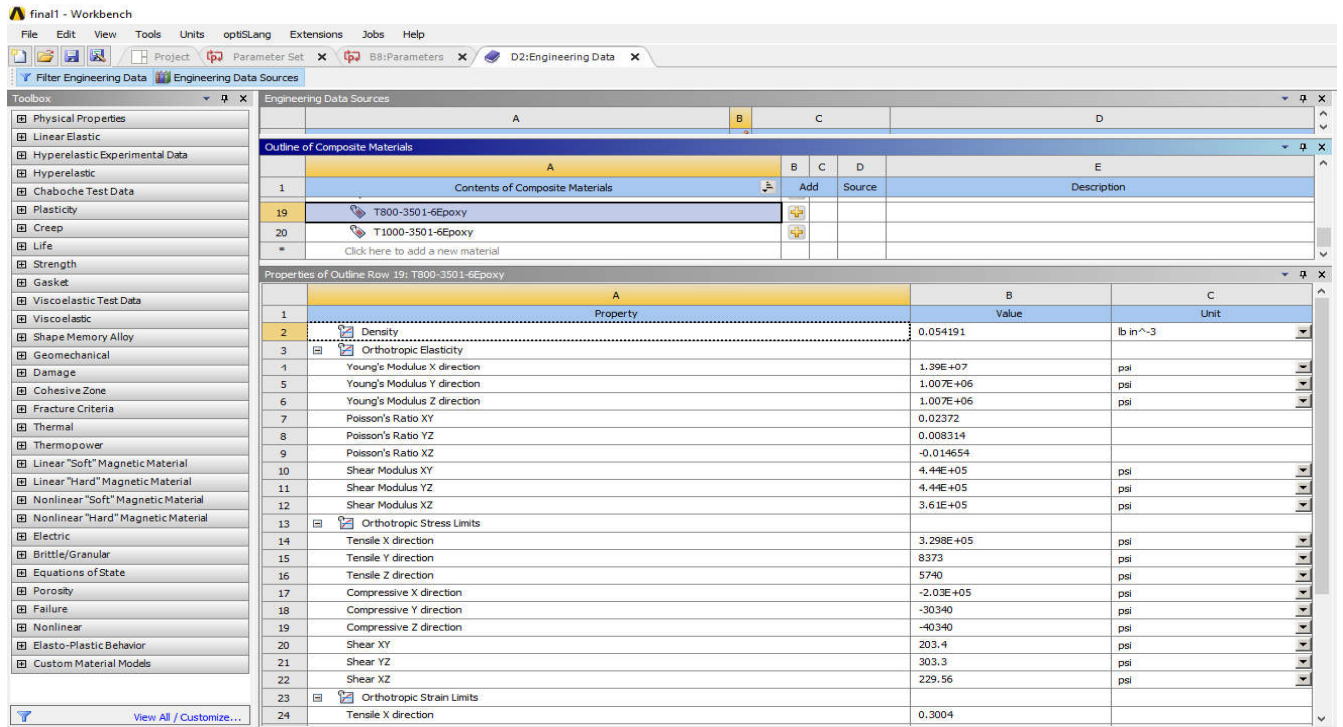 final1 - Workbench
File Edit View Tools Units optiSLang Extensions Jobs Help
Project Parameter Set B8:Parameters D2:Engineering Data
Filter Engineering Data Engineering Data Sources
Toolbox
Physical Properties
Linear Elastic
Hyperelastic Experimental Data
Hyperelastic
Chaboche Test Data
Plasticity
Creep
Life
Strength
Gasket
Viscoelastic Test Data
Viscoelastic
Shape Memory Alloy
Geomechanical
Damage
Cohesive Zone
Fracture Criteria
Thermal
Thermopower
Linear "Soft" Magnetic Material
Linear "Hard" Magnetic Material
Nonlinear "Soft" Magnetic Material
Nonlinear "Hard" Magnetic Material
Electric
Brittle/Granular
Equations of State
Porosity
Failure
Nonlinear
Elasto-Plastic Behavior
Custom Material Models
View All / Customize...
Engineering Data Sources
A B C D
Outline of Composite Materials
A B C D E
1 Contents of Composite Materials Add Source Description
19 T800-3501-6Epoxy
20 T1000-3501-6Epoxy
* Click here to add a new material
Properties of Outline Row 19: T800-3501-6Epoxy
A B C
1 Property Value Unit
2 Density 0.054191 lb in^-3
3 Orthotropic Elasticity
4 Young's Modulus X direction 1.39E+07 psi
5 Young's Modulus Y direction 1.007E+06 psi
6 Young's Modulus Z direction 1.007E+06 psi
7 Poisson's Ratio XY 0.02372
8 Poisson's Ratio YZ 0.008314
9 Poisson's Ratio XZ -0.014654
10 Shear Modulus XY 4.44E+05 psi
11 Shear Modulus YZ 4.44E+05 psi
12 Shear Modulus XZ 3.61E+05 psi
13 Orthotropic Stress Limits
14 Tensile X direction 3.298E+05 psi
15 Tensile Y direction 8373 psi
16 Tensile Z direction 5740 psi
17 Compressive X direction -2.03E+05 psi
18 Compressive Y direction -30340 psi
19 Compressive Z direction -40340 psi
20 Shear XY 203.4 psi
21 Shear YZ 303.3 psi
22 Shear XZ 229.56 psi
23 Orthotropic Strain Limits
24 Tensile X direction 0.3004